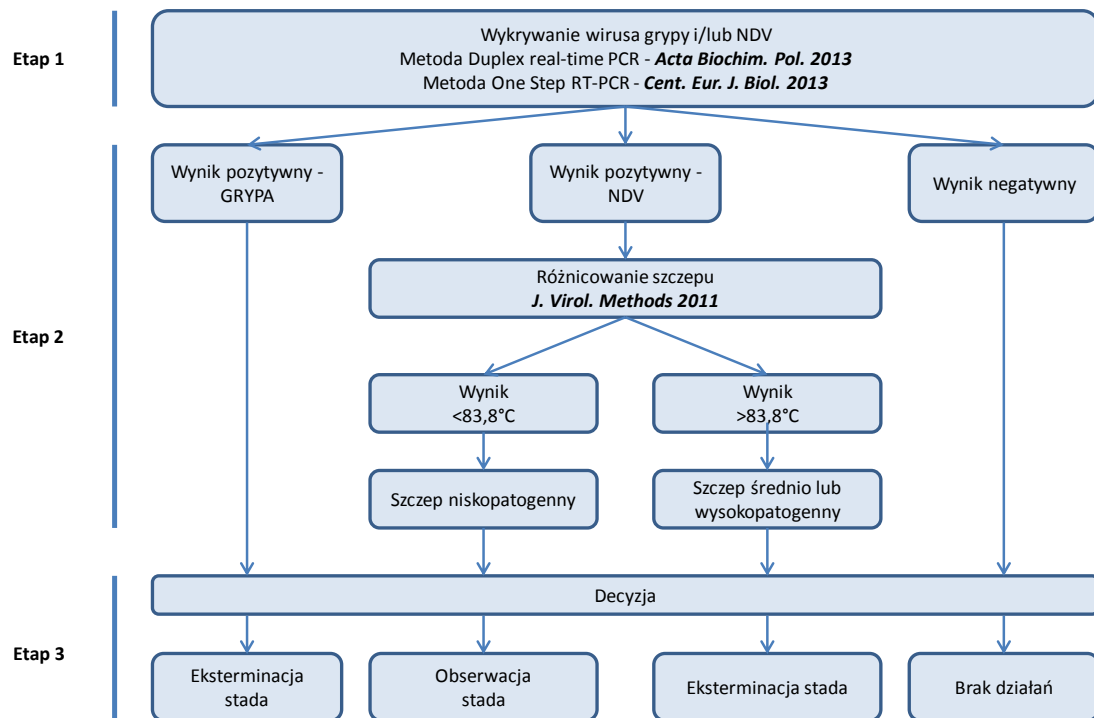 Etap 1
Wykrywanie wirusa grypy i/lub NDV
Metoda Duplex real-time PCR - Acta Biochim. Pol. 2013
Metoda One Step RT-PCR - Cent. Eur. J. Biol. 2013
Etap 2
Wynik pozytywny -
GRYPA
Wynik pozytywny -
NDV
Wynik negatywny
Różnicowanie szczepu
J. Virol. Methods 2011
Wynik
<83,8°C
Wynik
>83,8°C
Szczep niskopatogenny
Szczep średnio lub
wysokopatogenny
Etap 3
Decyzja
Eksterminacja
stada
Obserwacja
stada
Eksterminacja stada
Brak działań